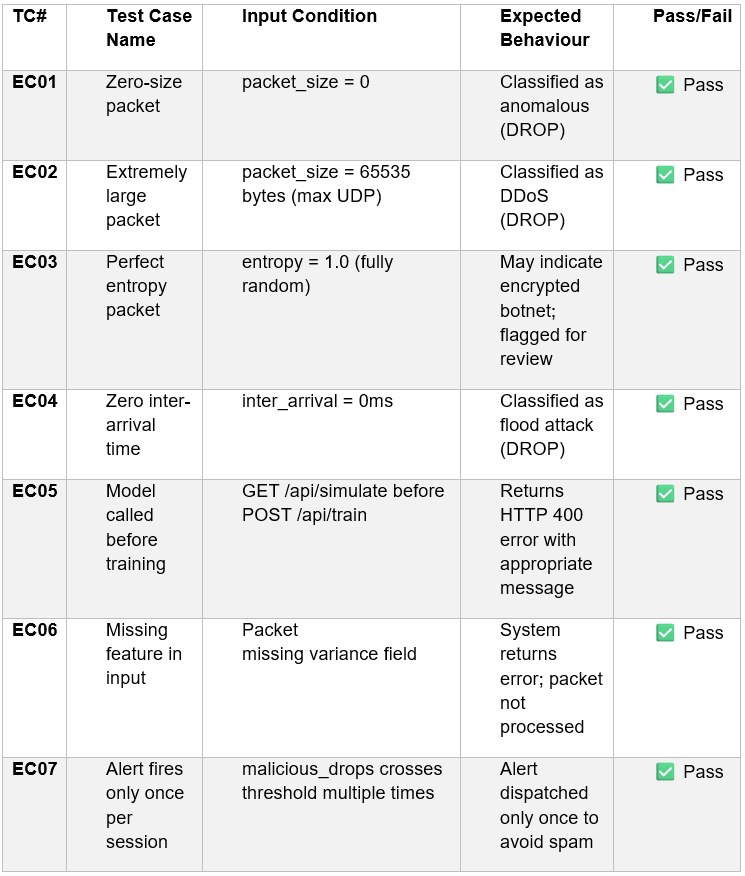 TC# Test Case Name Input Condition Expected Behaviour Pass/Fail
EC01 Zero-size packet packet_size = 0 Classified as anomalous (DROP) ✅ Pass
EC02 Extremely large packet packet_size = 65535 bytes (max UDP) Classified as DDoS (DROP) ✅ Pass
EC03 Perfect entropy packet entropy = 1.0 (fully random) May indicate encrypted botnet; flagged for review ✅ Pass
EC04 Zero inter-arrival time inter_arrival = 0ms Classified as flood attack (DROP) ✅ Pass
EC05 Model called before training GET /api/simulate before POST /api/train Returns HTTP 400 error with appropriate message ✅ Pass
EC06 Missing feature in input Packet missing variance field System returns error; packet not processed ✅ Pass
EC07 Alert fires only once per session malicious_drops crosses threshold multiple times Alert dispatched only once to avoid spam ✅ Pass